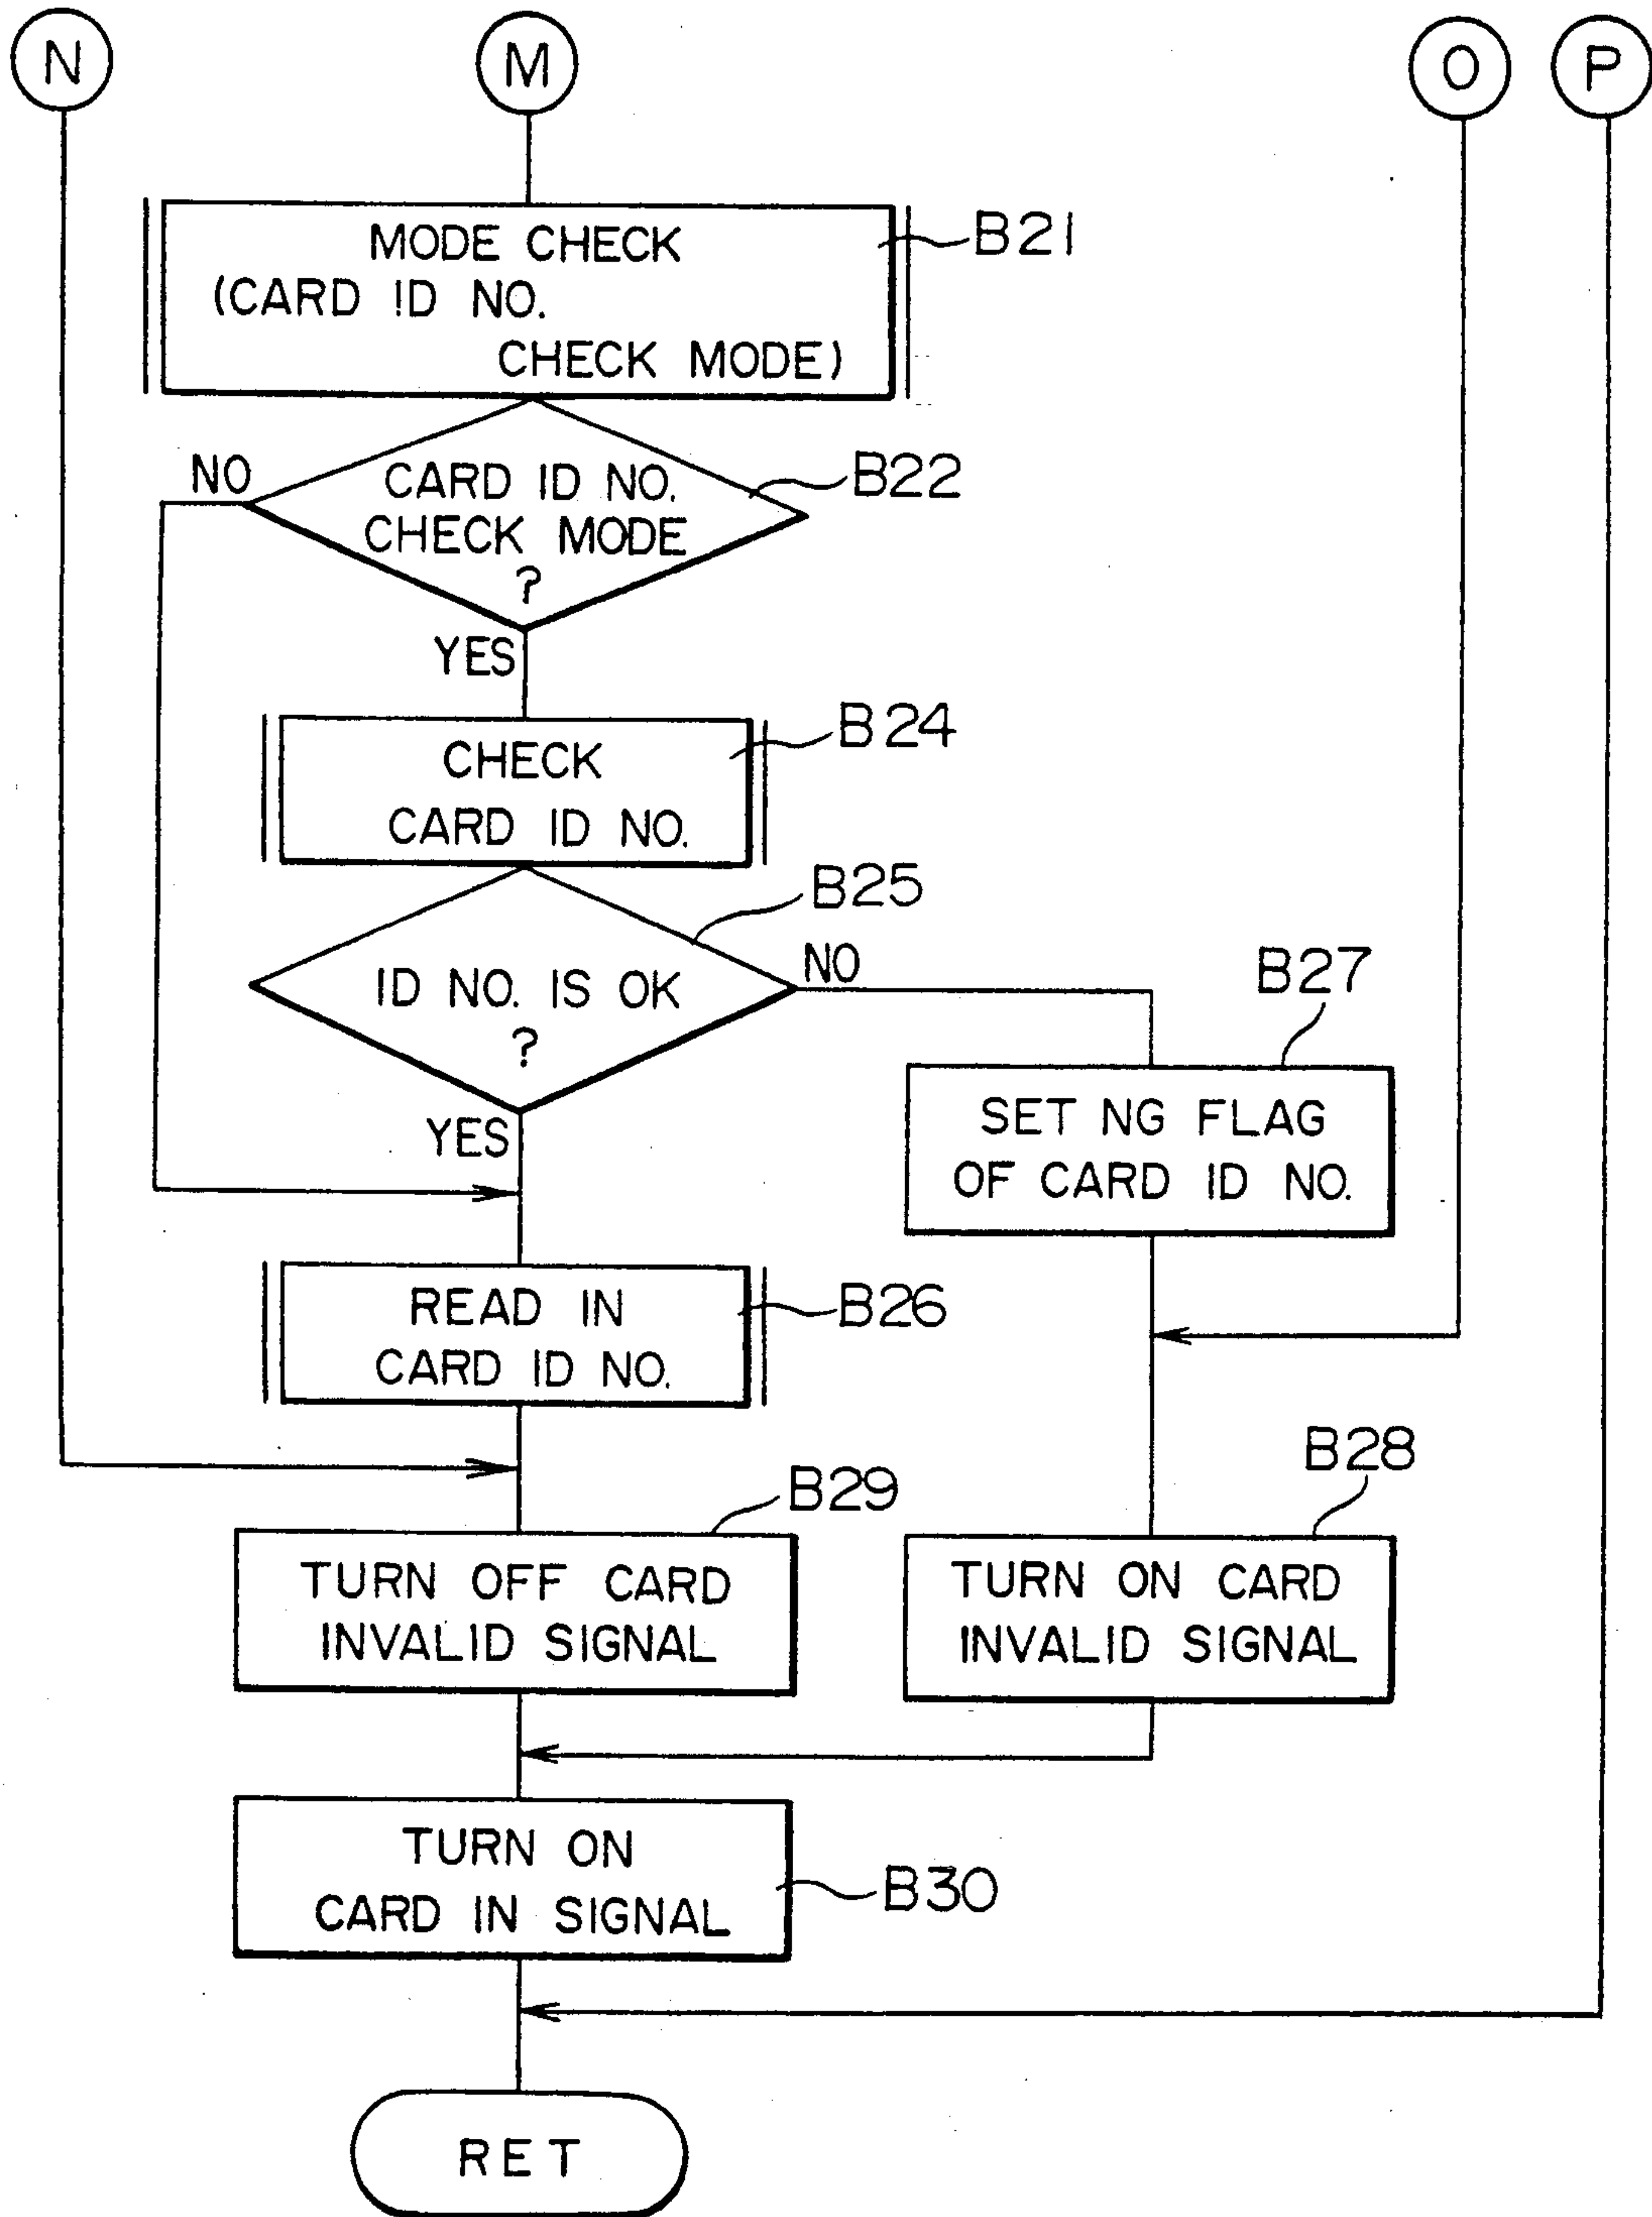 N
M
O
P
MODE CHECK
(CARD ID NO.
CHECK MODE)
B21
NO
CARD ID NO.
CHECK MODE
?
B22
YES
CHECK
CARD ID NO.
B24
B25
ID NO. IS OK
?
NO
YES
B27
SET NG FLAG
OF CARD ID NO.
READ IN
CARD ID NO.
B26
B29
TURN OFF CARD
INVALID SIGNAL
B28
TURN ON CARD
INVALID SIGNAL
TURN ON
CARD IN SIGNAL
B30
RET